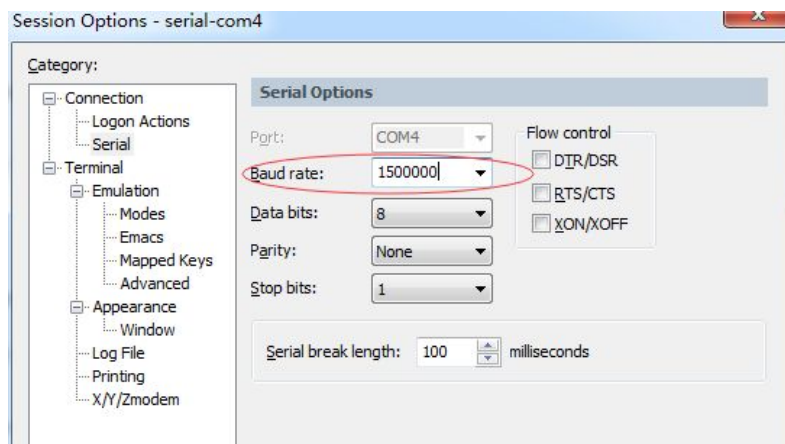 Session Options - serial-com4
x
Category:
Connection
Logon Actions
Serial
Terminal
Emulation
Modes
Emacs
Mapped Keys
Advanced
Appearance
Window
Log File
Printing
X/Y/Zmodem
Serial Options
Port: COM4
Baud rate: 1500000
Data bits: 8
Parity: None
Stop bits: 1
Flow control
DTR/DSR
RTS/CTS
XON/XOFF
Serial break length: 100 milliseconds